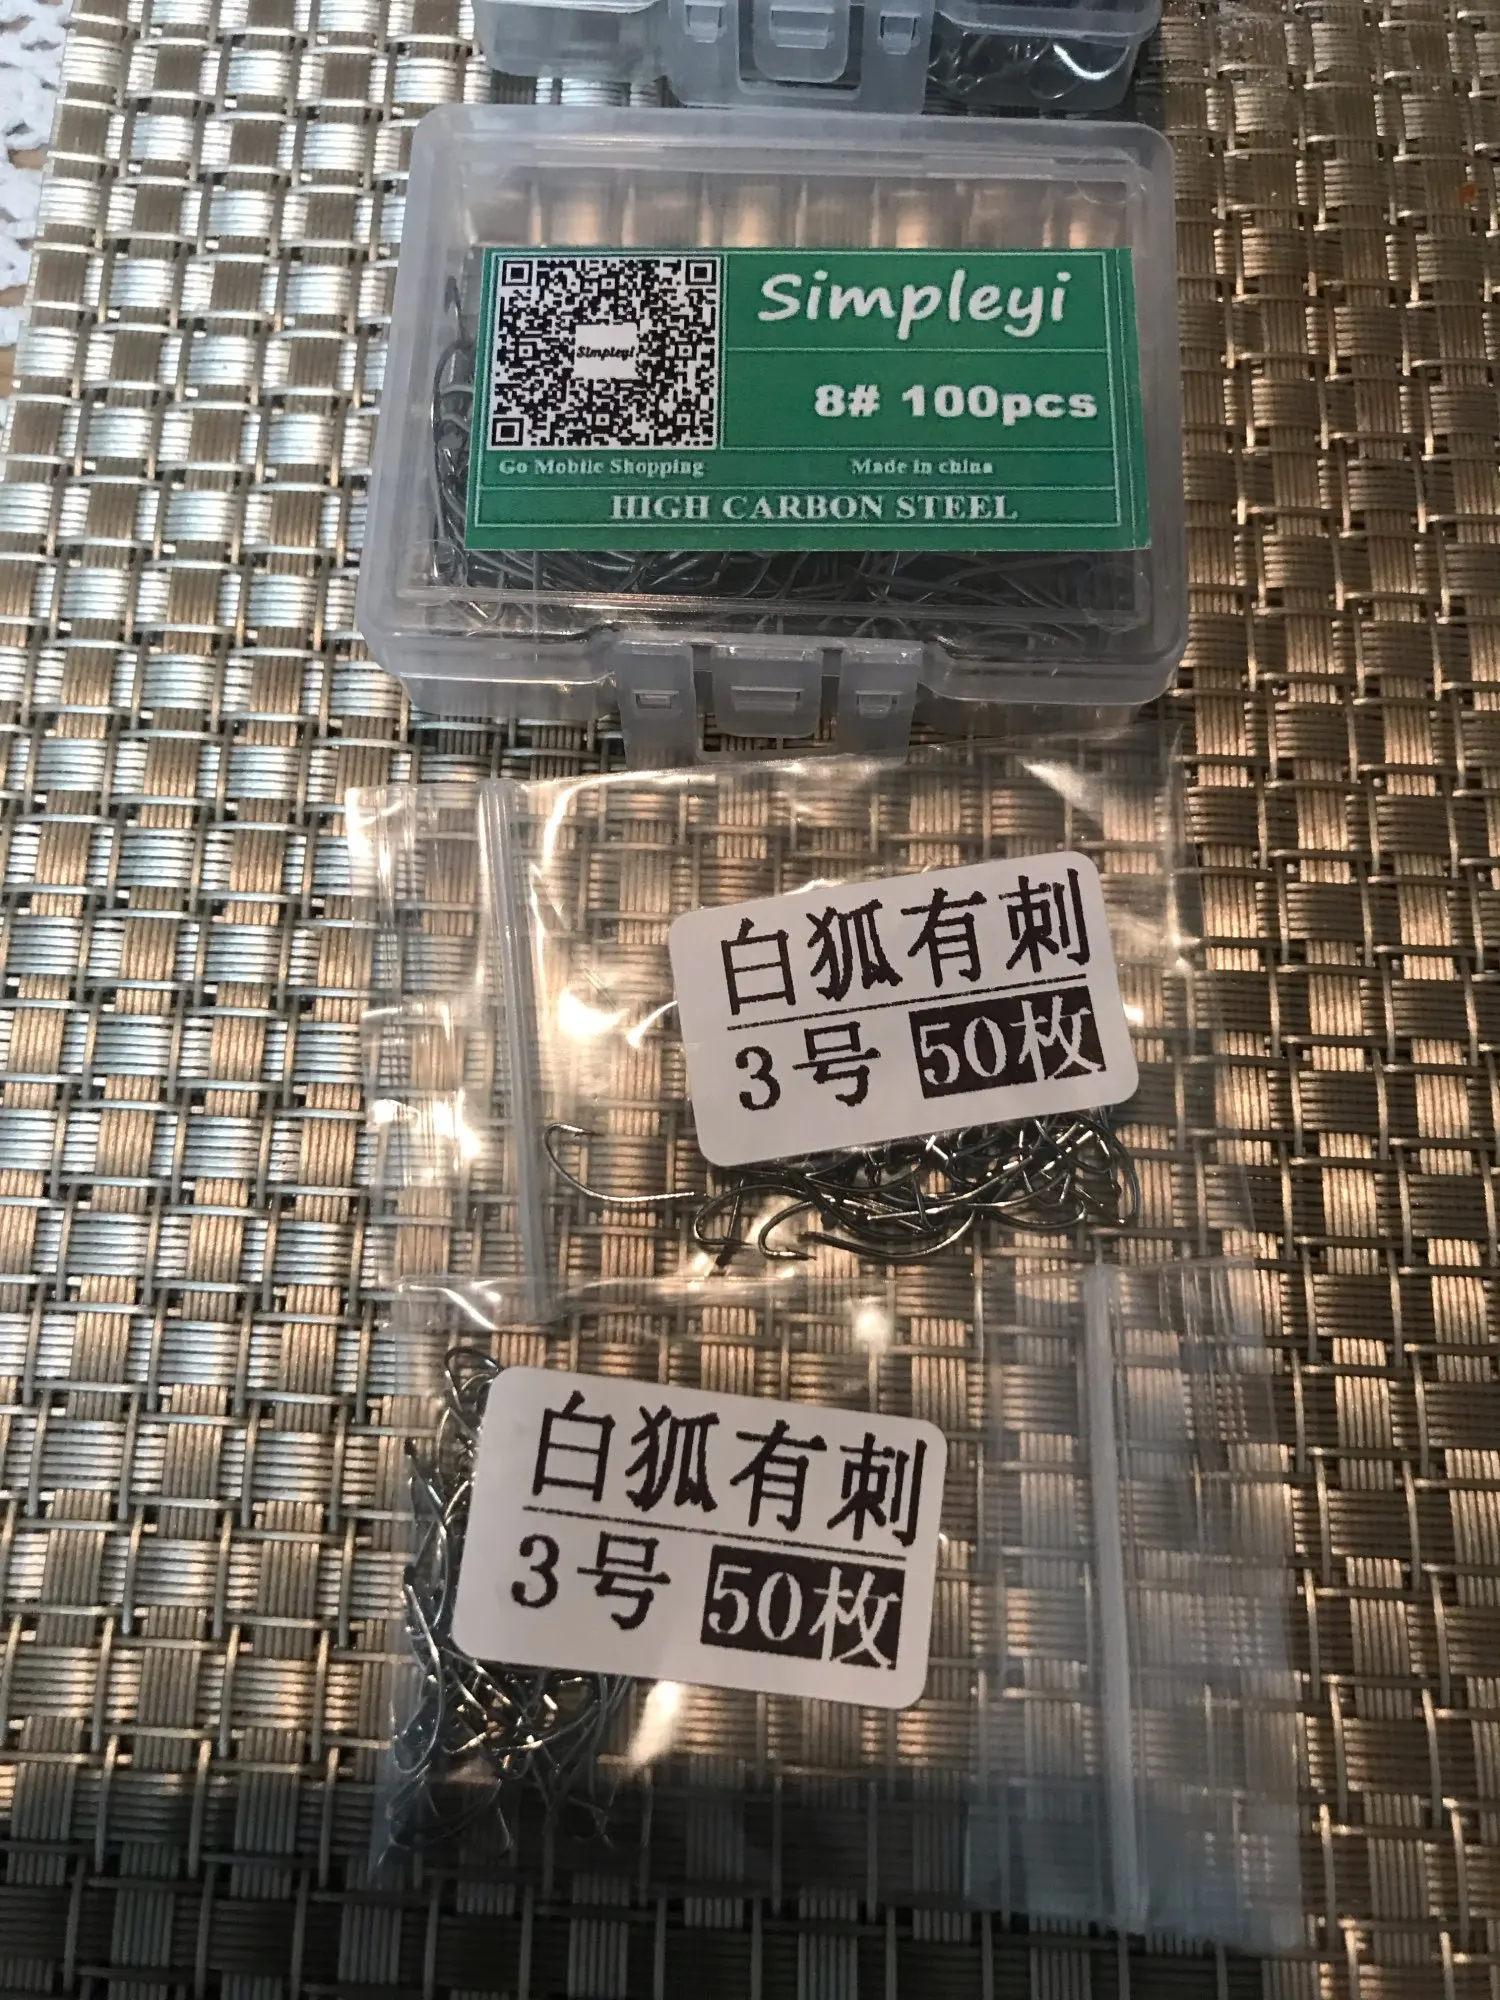 Simpleyi
Simpleyi
8# 100pcs
Go Mobile Shopping
Made in china
HIGH CARBON STEEL
白狐有刺
3号 50枚
白狐有刺
3号 50枚